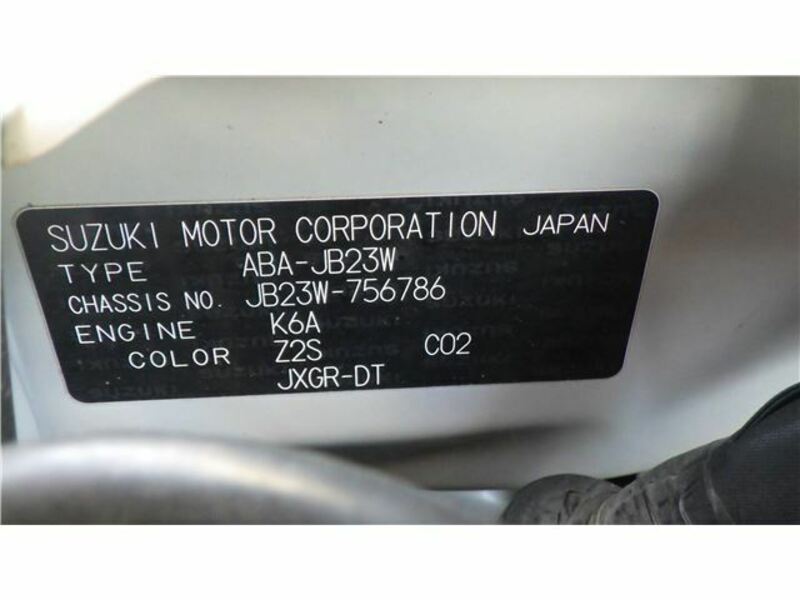 SUZUKI MOTOR CORPORATION JAPAN
TYPE ABA-JB23W
CHASSIS NO. JB23W-756786
ENGINE K6A
COLOR Z2S C02
JXGR-DT